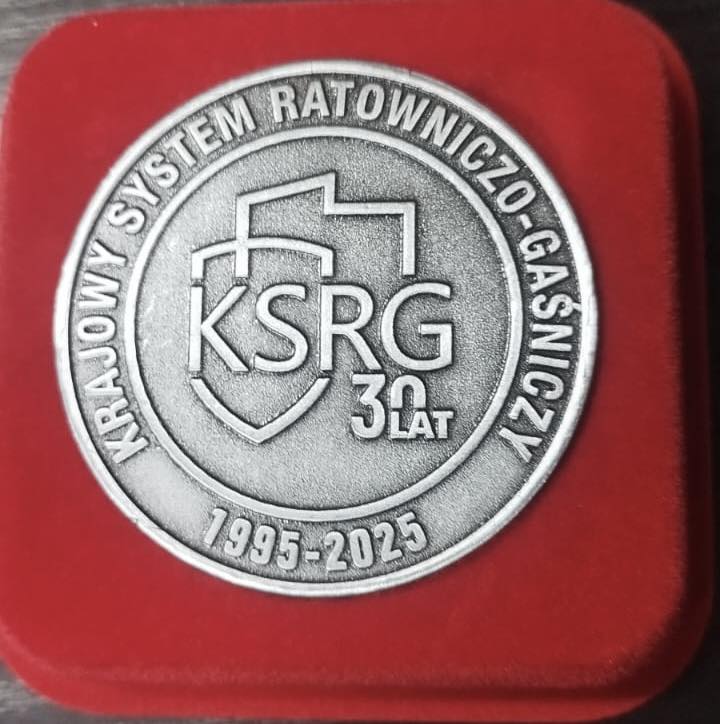 KRAJOWY SYSTEM RATOWNICZO-GAŚNICZY
KSRG
30 LAT
1995-2025